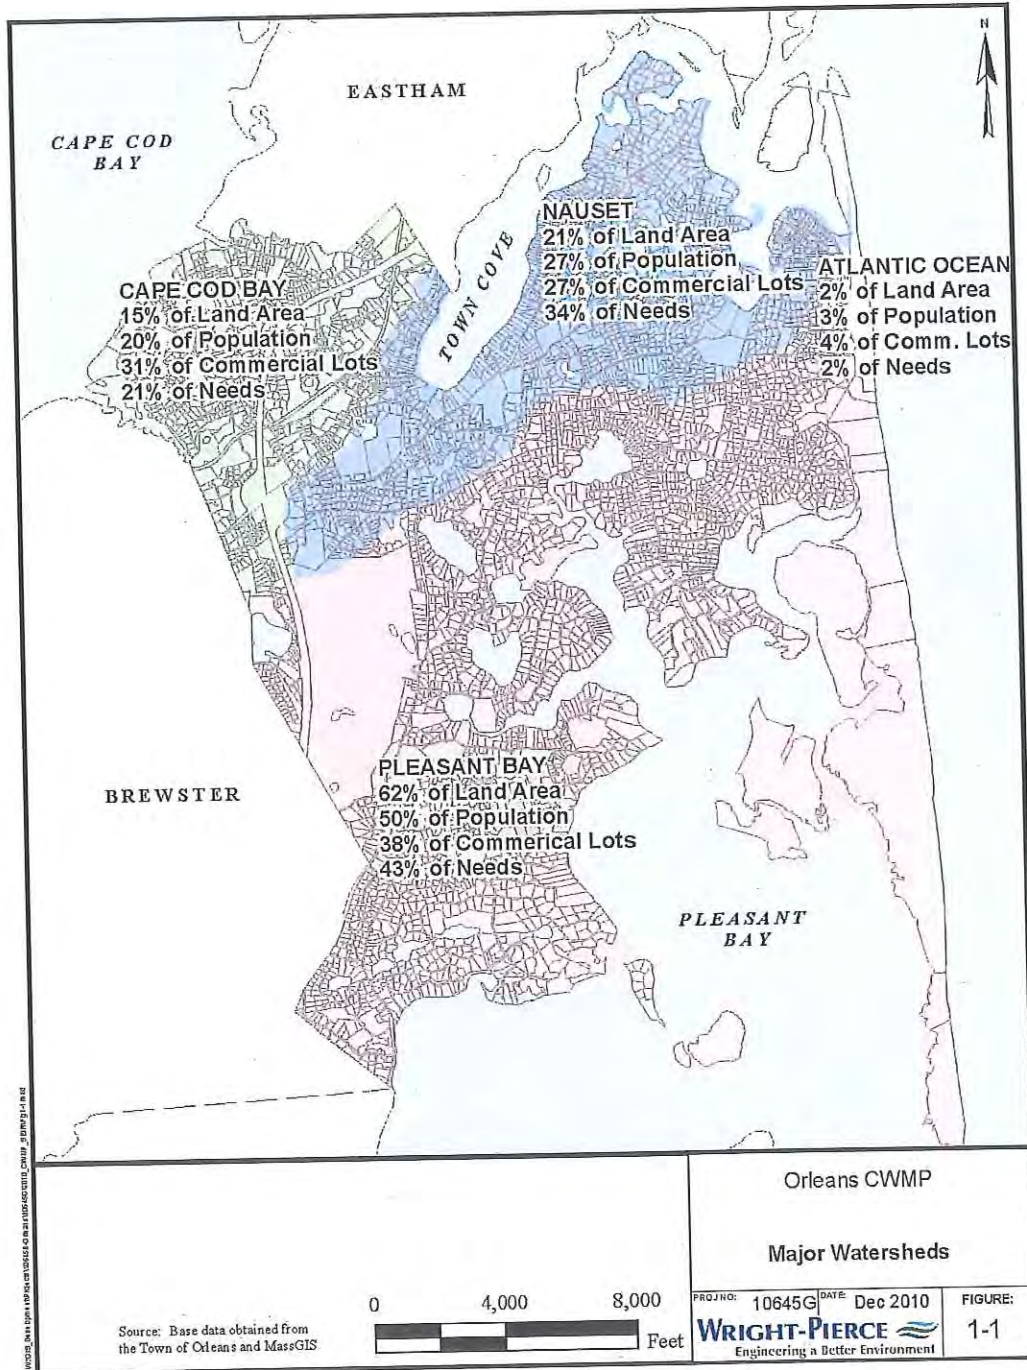 N
EASTHAM
CAPE COD
BAY
TOWN COVE
NAUSET
21% of Land Area
27% of Population
27% of Commercial Lots
34% of Needs
ATLANTIC OCEAN
2% of Land Area
3% of Population
4% of Comm. Lots
2% of Needs
CAPE COD BAY
15% of Land Area
20% of Population
31% of Commercial Lots
21% of Needs
BREWSTER
PLEASANT BAY
62% of Land Area
50% of Population
38% of Commerical Lots
43% of Needs
PLEASANT
BAY
Orleans CWMP
Major Watersheds
0 4,000 8,000
Feet
Source: Base data obtained from
the Town of Orleans and MassGIS
PROJ NO: 10645G DATE: Dec 2010
WRIGHT-PIERCE
Engineering a Better Environment
FIGURE:
1-1